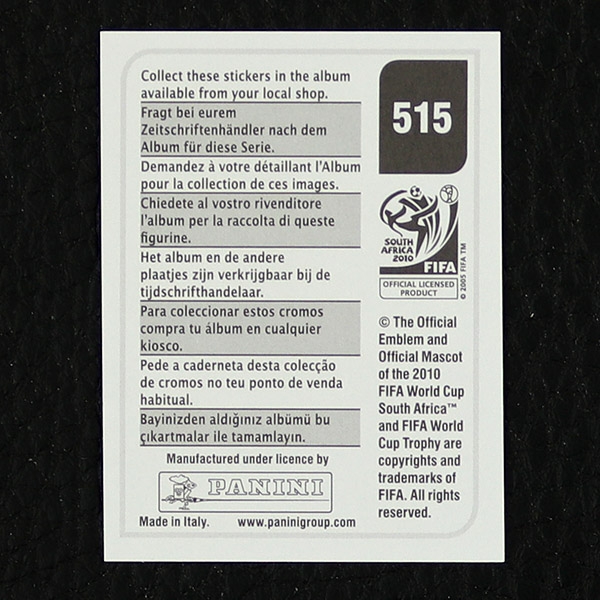 Collect these stickers in the album
available from your local shop.
Fragt bei eurem
Zeitschriftenhändler nach dem
Album für diese Serie.
Demandez à votre détaillant l'Album
pour la collection de ces images.
Chiedete al vostro rivenditore
l'album per la raccolta di queste
figurine.
Het album en de andere
plaatjes zijn verkrijgbaar bij de
tijdschrifthandelaar.
Para coleccionar estos cromos
compra tu álbum en cualquier
kiosco.
Pede a caderneta desta colecção
de cromos no teu ponto de venda
habitual.
Bayinizden aldığınız albümü bu
çıkartmalar ile tamamlayın.
Manufactured under licence by
PANINI
Made in Italy. www.paninigroup.com
515
SOUTH
AFRICA
2010
FIFA
© 2005 FIFA TM
OFFICIAL LICENSED
PRODUCT
© The Official
Emblem and
Official Mascot
of the 2010
FIFA World Cup
South Africa™
and FIFA World
Cup Trophy are
copyrights and
trademarks of
FIFA. All rights
reserved.